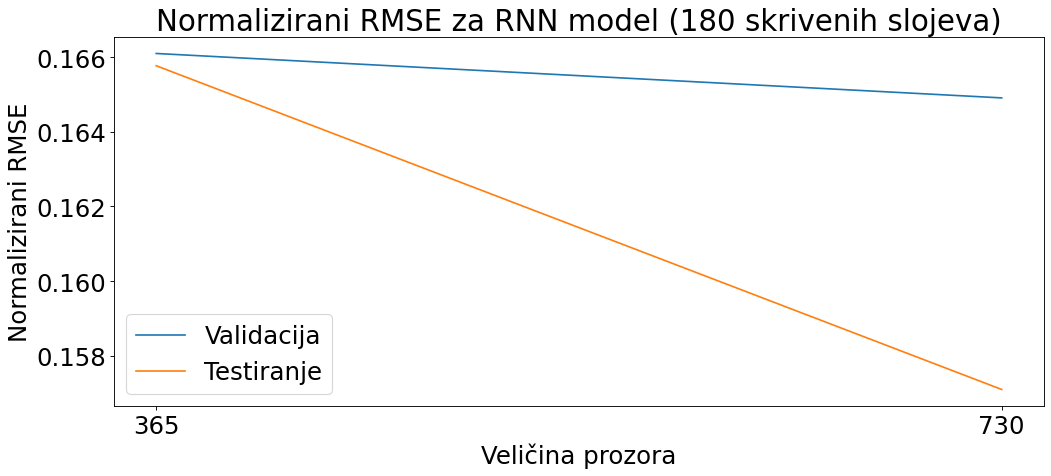 Normalizirani RMSE za RNN model (180 skrivenih slojeva)
Normalizirani RMSE
0.166
0.164
0.162
0.160
0.158
Validacija
Testiranje
365
730
Veličina prozora